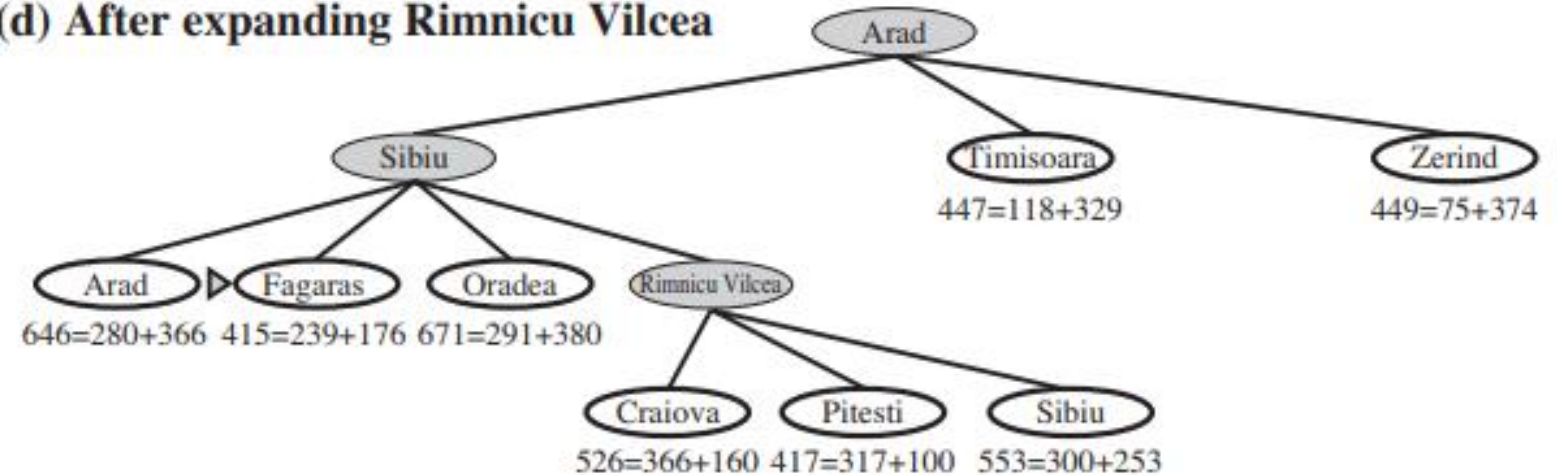 (d) After expanding Rimnicu Vilcea
Arad
Sibiu Timisoara Zerind
447=118+329 449=75+374
Arad Fagaras Oradea Rimnicu Vilcea
646=280+366 415=239+176 671=291+380
Craiova Pitesti Sibiu
526=366+160 417=317+100 553=300+253